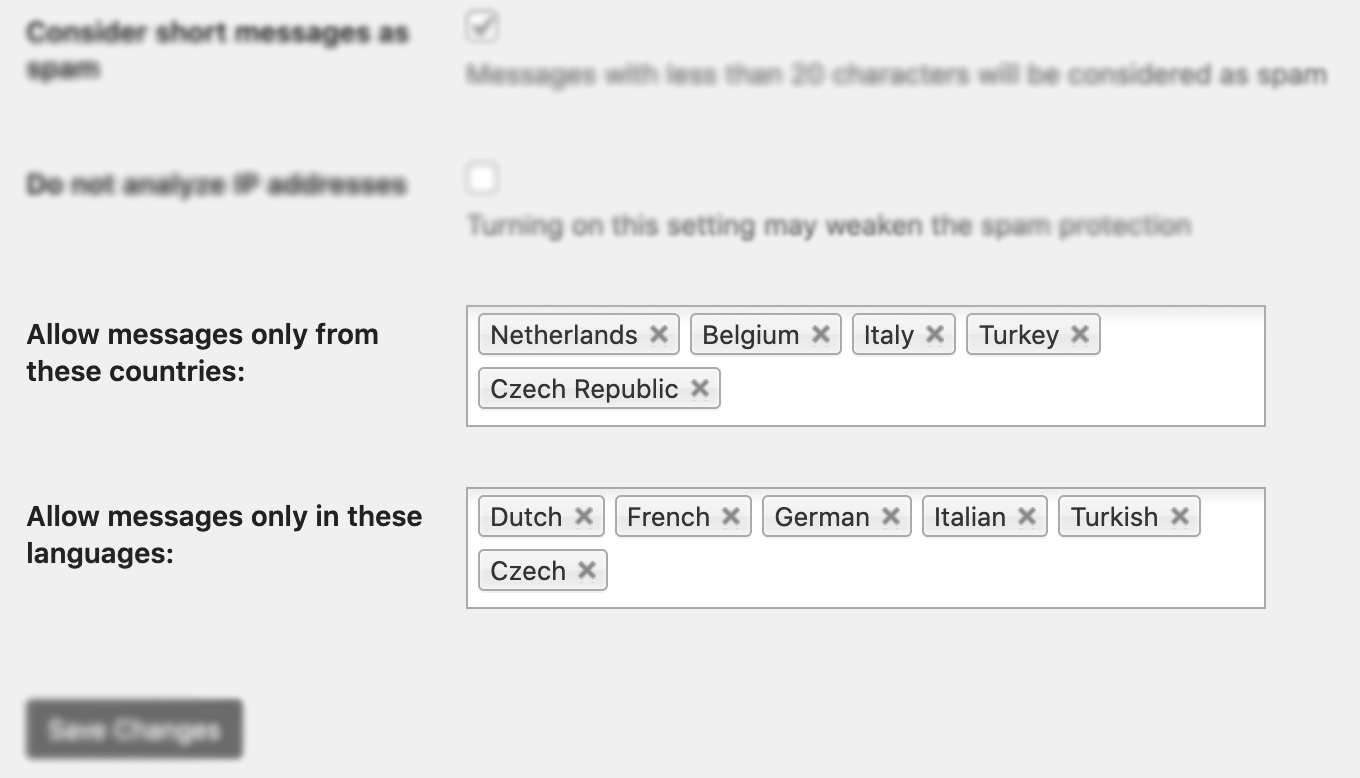 Consider short messages as
spam
Messages with less than 20 characters will be considered as spam
Do not analyze IP addresses
Turning on this setting may weaken the spam protection
Allow messages only from
these countries:
Netherlands × Belgium × Italy × Turkey ×
Czech Republic ×
Allow messages only in these
languages:
Dutch × French × German × Italian × Turkish ×
Czech ×
Save Changes